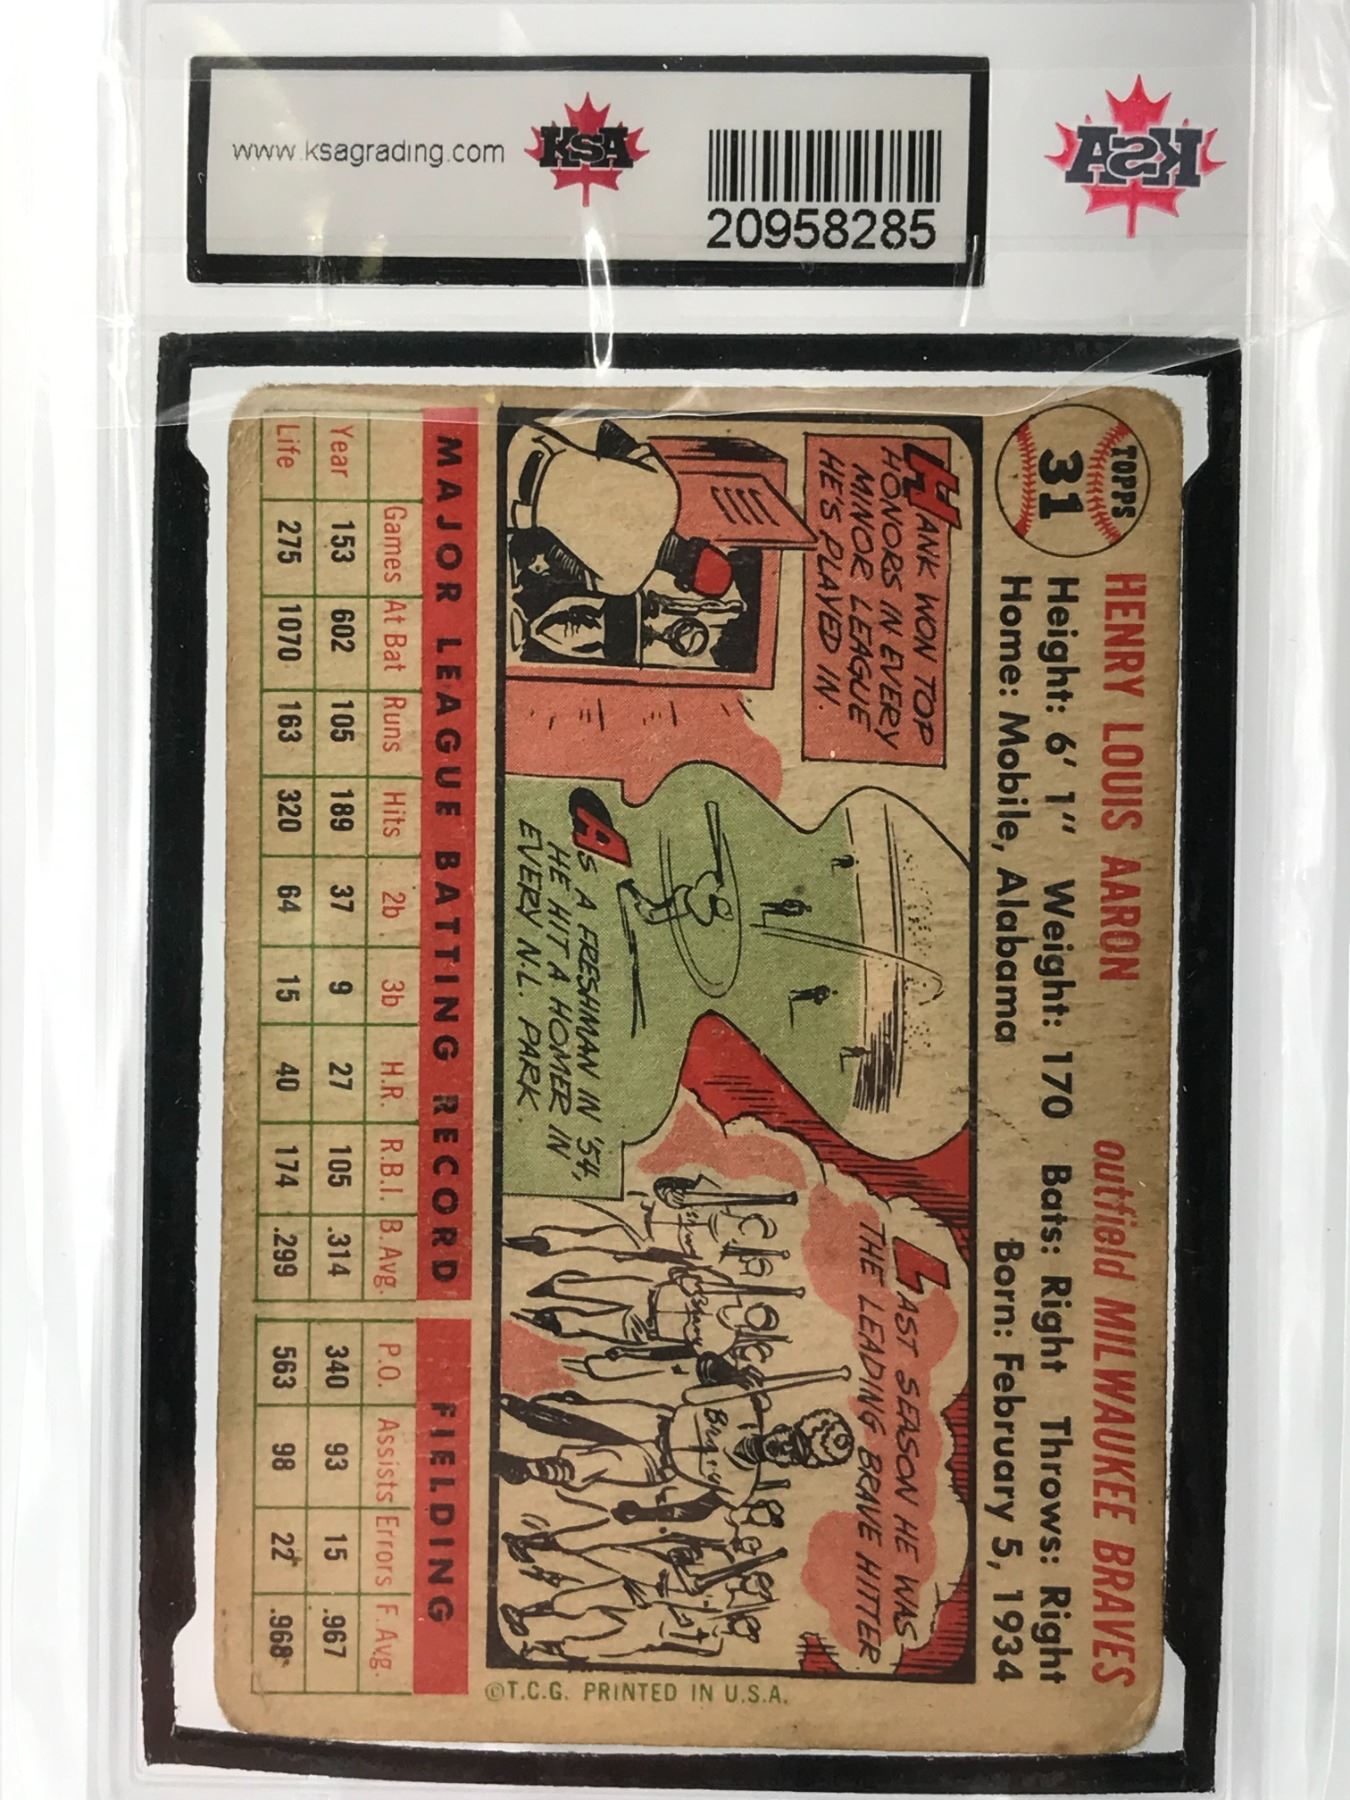 www.ksagrading.com
KSA
20958285
KSA
TOPPS
31
HENRY LOUIS AARON outfield MILWAUKEE BRAVES
Height: 6' 1" Weight: 170 Bats: Right Throws: Right
Home: Mobile, Alabama Born: February 5, 1934
HANK WON TOP
HONORS IN EVERY
MINOR LEAGUE
HE'S PLAYED IN.
AS A FRESHMAN IN '54,
HE HIT A HOMER IN
EVERY N.L. PARK.
LAST SEASON HE WAS
THE LEADING BRAVE HITTER.
MAJOR LEAGUE BATTING RECORD FIELDING
Games At Bat Runs Hits 2b 3b H.R. R.B.I. B.Avg. P.O. Assists Errors F. Avg.
Year 153 602 105 189 37 9 27 105 .314 340 93 15 .967
Life 275 1070 163 320 64 15 40 174 .299 563 98 22 .968
©T.C.G. PRINTED IN U.S.A.